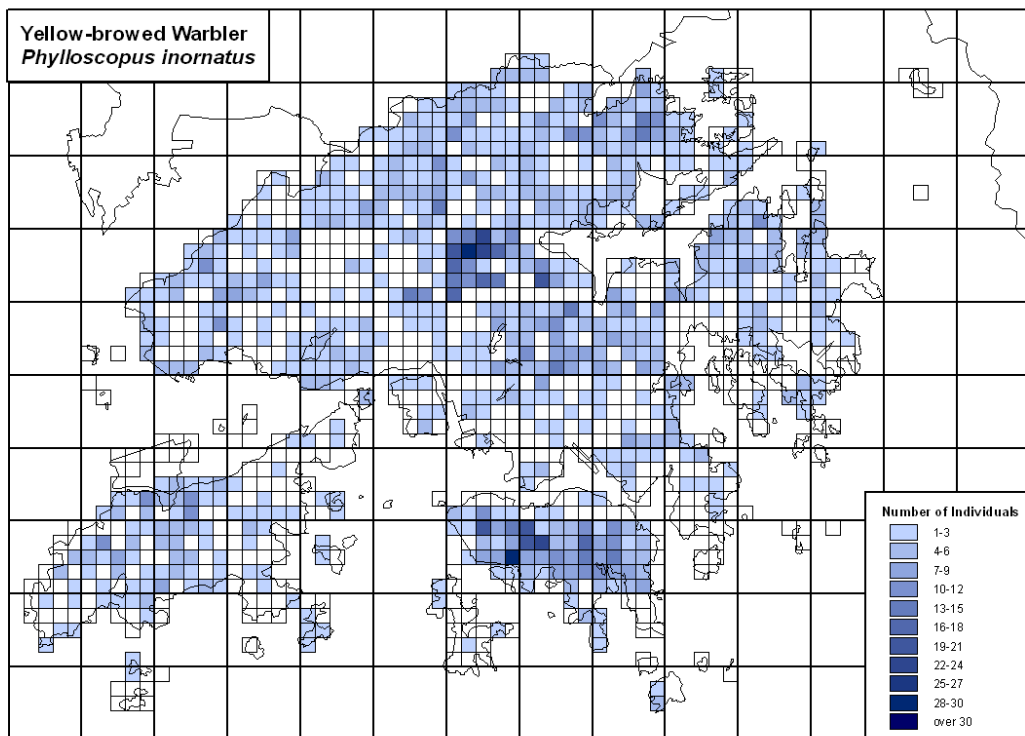 Yellow-browed Warbler
Phylloscopus inornatus
Number of Individuals
1-3
4-6
7-9
10-12
13-15
16-18
19-21
22-24
25-27
28-30
over 30